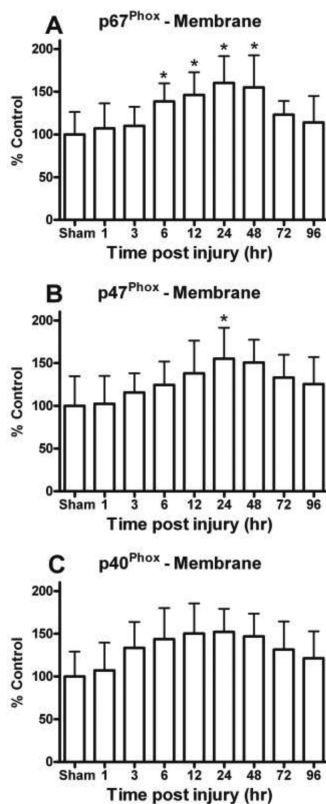 A
p67Phox - Membrane
% Control
200
150
100
50
0
* * * *
Sham 1 3 6 12 24 48 72 96
Time post injury (hr)
B
p47Phox - Membrane
% Control
200
150
100
50
0
*
Sham 1 3 6 12 24 48 72 96
Time post injury (hr)
C
p40Phox - Membrane
% Control
200
150
100
50
0
Sham 1 3 6 12 24 48 72 96
Time post injury (hr)